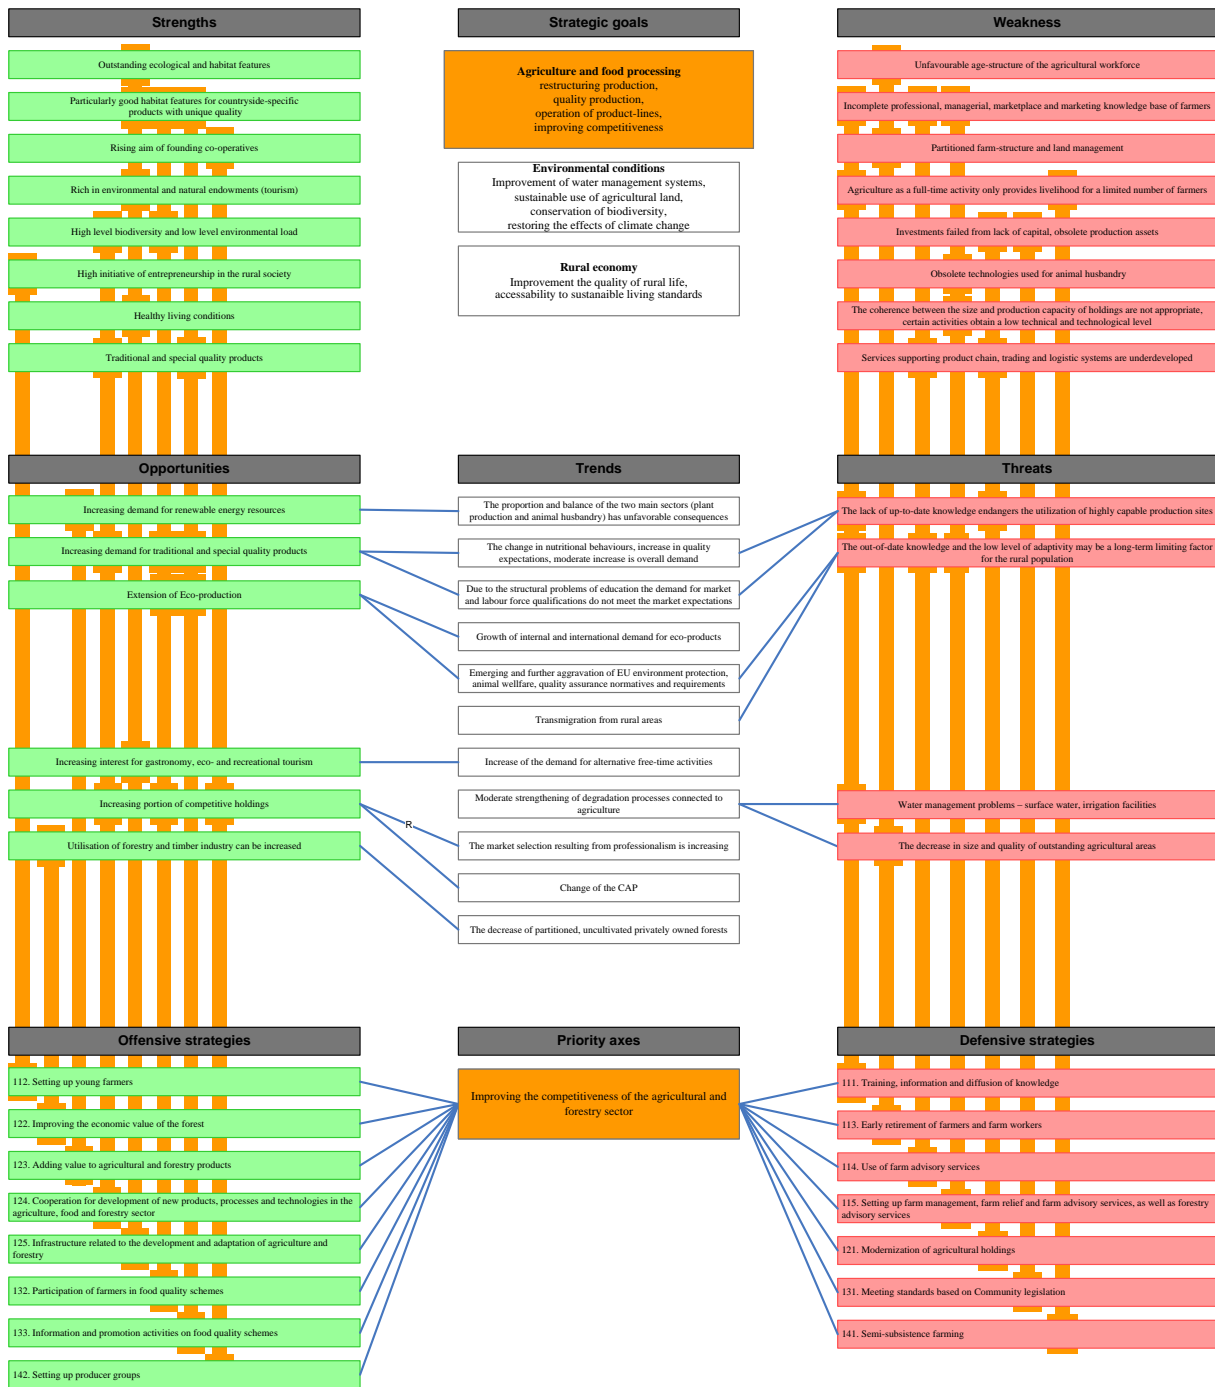 Strengths
Outstanding ecological and habitat features
Particularly good habitat features for countryside-specific
products with unique quality
Rising aim of founding co-operatives
Rich in environmental and natural endowments (tourism)
High level biodiversity and low level environmental load
High initiative of entrepreneurship in the rural society
Healthy living conditions
Traditional and special quality products
Strategic goals
Agriculture and food processing
restructuring production,
quality production,
operation of product-lines,
improving competitiveness
Environmental conditions
Improvement of water management systems,
sustainable use of agricultural land,
conservation of biodiversity,
restoring the effects of climate change
Rural economy
Improvement the quality of rural life,
accessability to sustanaible living standards
Weakness
Unfavourable age-structure of the agricultural workforce
Incomplete professional, managerial, marketplace and marketing knowledge base of farmers
Partitioned farm-structure and land management
Agriculture as a full-time activity only provides livelihood for a limited number of farmers
Investments failed from lack of capital, obsolete production assets
Obsolete technologies used for animal husbandry
The coherence between the size and production capacity of holdings are not appropriate,
certain activities obtain a low technical and technological level
Services supporting product chain, trading and logistic systems are underdeveloped
Opportunities
Increasing demand for renewable energy resources
Increasing demand for traditional and special quality products
Extension of Eco-production
Increasing interest for gastronomy, eco- and recreational tourism
Increasing portion of competitive holdings
Utilisation of forestry and timber industry can be increased
Trends
The proportion and balance of the two main sectors (plant
production and animal husbandry) has unfavorable consequences
The change in nutritional behaviours, increase in quality
expectations, moderate increase is overall demand
Due to the structural problems of education the demand for market
and labour force qualifications do not meet the market expectations
Growth of internal and international demand for eco-products
Emerging and further aggravation of EU environment protection,
animal wellfare, quality assurance normatives and requirements
Transmigration from rural areas
Increase of the demand for alternative free-time activities
Moderate strengthening of degradation processes connected to
agriculture
R
The market selection resulting from professionalism is increasing
Change of the CAP
The decrease of partitioned, uncultivated privately owned forests
Threats
The lack of up-to-date knowledge endangers the utilization of highly capable production sites
The out-of-date knowledge and the low level of adaptivity may be a long-term limiting factor
for the rural population
Water management problems – surface water, irrigation facilities
The decrease in size and quality of outstanding agricultural areas
Offensive strategies
112. Setting up young farmers
122. Improving the economic value of the forest
123. Adding value to agricultural and forestry products
124. Cooperation for development of new products, processes and technologies in the
agriculture, food and forestry sector
125. Infrastructure related to the development and adaptation of agriculture and
forestry
132. Participation of farmers in food quality schemes
133. Information and promotion activities on food quality schemes
142. Setting up producer groups
Priority axes
Improving the competitiveness of the agricultural and
forestry sector
Defensive strategies
111. Training, information and diffusion of knowledge
113. Early retirement of farmers and farm workers
114. Use of farm advisory services
115. Setting up farm management, farm relief and farm advisory services, as well as forestry
advisory services
121. Modernization of agricultural holdings
131. Meeting standards based on Community legislation
141. Semi-subsistence farming